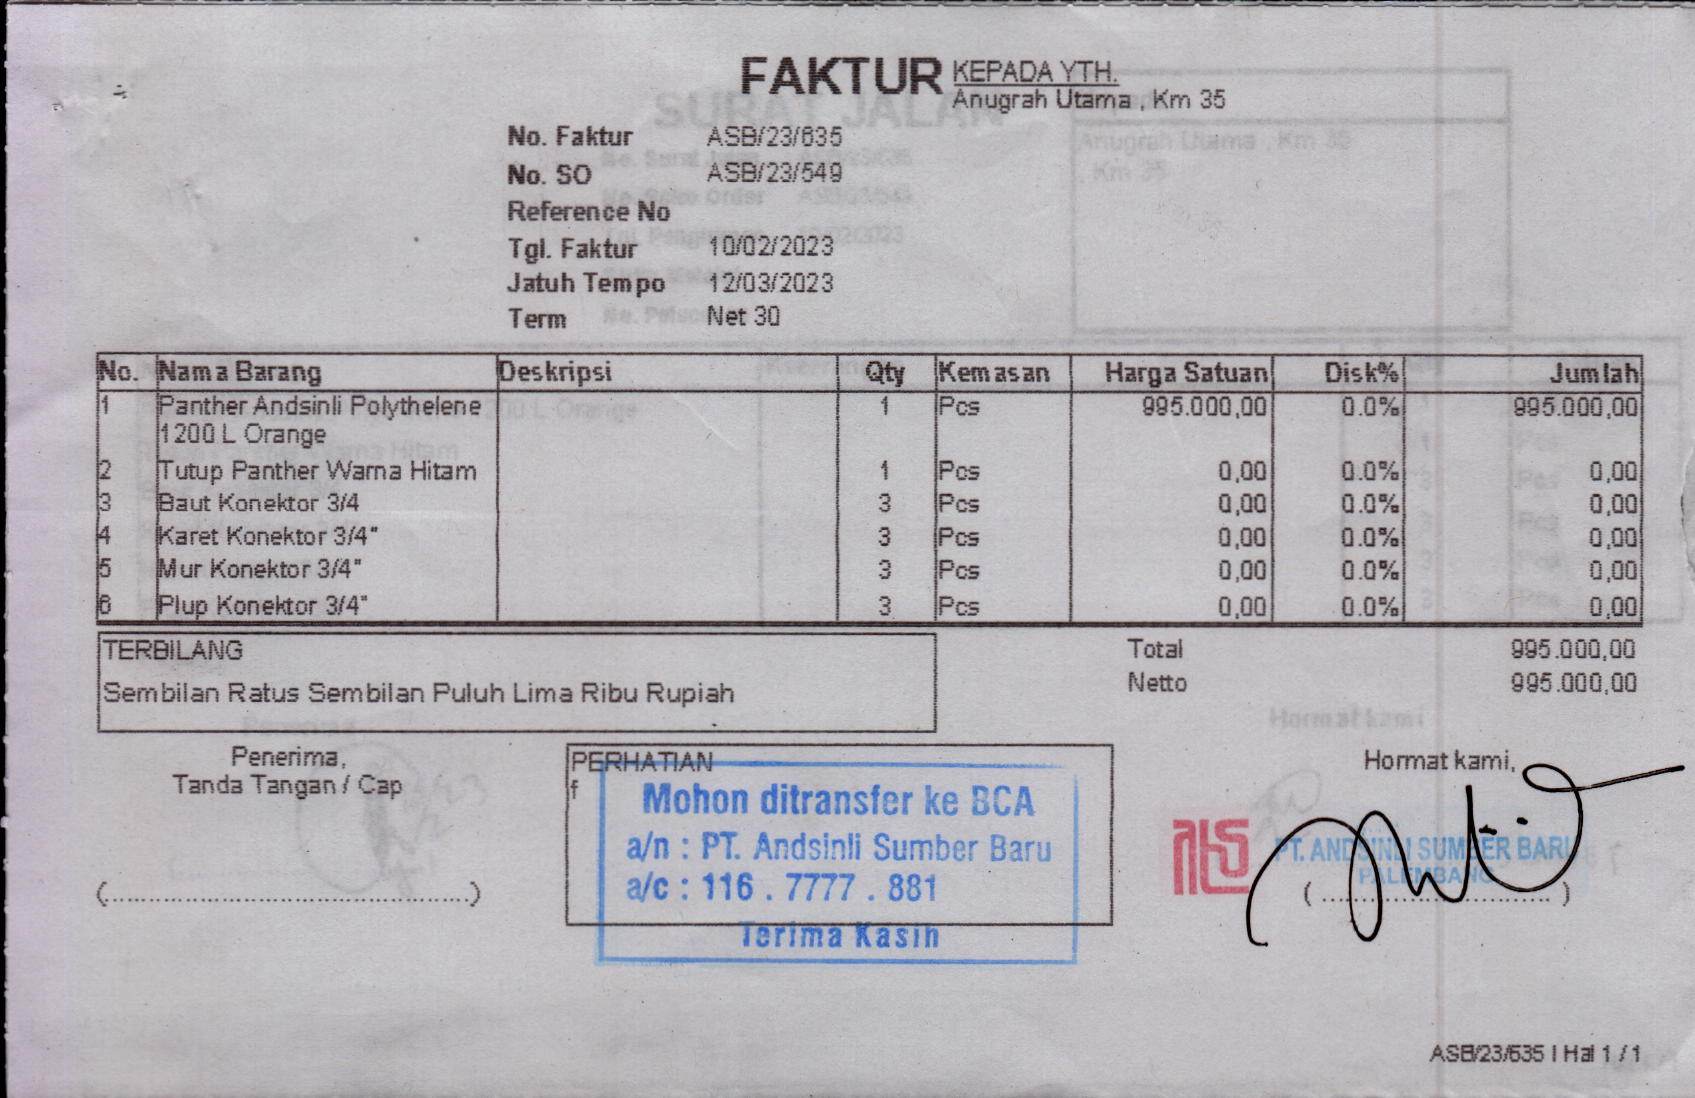 FAKTUR
KEPADA YTH.
Anugrah Utama , Km 35
No. Faktur ASB/23/635
No. SO ASB/23/549
Reference No
Tgl. Faktur 10/02/2023
Jatuh Tempo 12/03/2023
Term Net 30
No. Nama Barang Deskripsi Qty Kemasan Harga Satuan Disk% Jumlah
1 Panther Andsinli Polythelene 1 Pcs 995.000,00 0.0% 995.000,00
1200 L Orange
2 Tutup Panther Warna Hitam 1 Pcs 0,00 0.0% 0,00
3 Baut Konektor 3/4 3 Pcs 0,00 0.0% 0,00
4 Karet Konektor 3/4" 3 Pcs 0,00 0.0% 0,00
5 Mur Konektor 3/4" 3 Pcs 0,00 0.0% 0,00
6 Plup Konektor 3/4" 3 Pcs 0,00 0.0% 0,00
TERBILANG
Sembilan Ratus Sembilan Puluh Lima Ribu Rupiah
Total 995.000,00
Netto 995.000,00
Penerima,
Tanda Tangan / Cap
(..................................................)
PERHATIAN
f
Mohon ditransfer ke BCA
a/n : PT. Andsinli Sumber Baru
a/c : 116 . 7777 . 881
Terima Kasih
Hormat kami,
PT. ANDSINLI SUMBER BARU
PALEMBANG
( ................................ )
ASB/23/635 I Hal 1 / 1